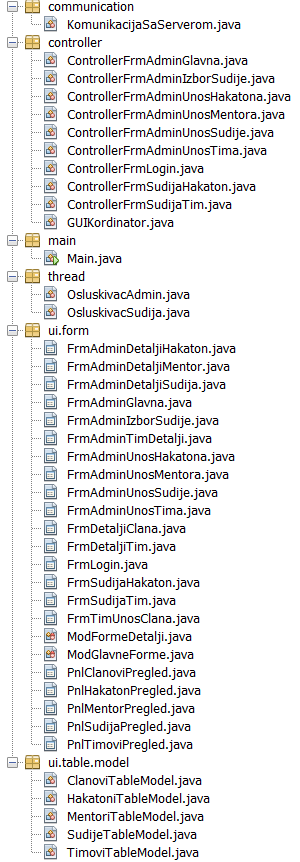 communication
KomunikacijaSaServerom.java
controller
ControllerFrmAdminGlavna.java
ControllerFrmAdminIzborSudije.java
ControllerFrmAdminUnosHakatona.java
ControllerFrmAdminUnosMentora.java
ControllerFrmAdminUnosSudije.java
ControllerFrmAdminUnosTima.java
ControllerFrmLogin.java
ControllerFrmSudijaHakaton.java
ControllerFrmSudijaTim.java
GUIKordinator.java
main
Main.java
thread
OsluskivacAdmin.java
OsluskivacSudija.java
ui.form
FrmAdminDetaljiHakaton.java
FrmAdminDetaljiMentor.java
FrmAdminDetaljiSudija.java
FrmAdminGlavna.java
FrmAdminIzborSudije.java
FrmAdminTimDetalji.java
FrmAdminUnosHakatona.java
FrmAdminUnosMentora.java
FrmAdminUnosSudije.java
FrmAdminUnosTima.java
FrmDetaljiClana.java
FrmDetaljiTim.java
FrmLogin.java
FrmSudijaHakaton.java
FrmSudijaTim.java
FrmTimUnosClana.java
ModFormeDetalji.java
ModGlavneForme.java
PnlClanoviPregled.java
PnlHakatonPregled.java
PnlMentorPregled.java
PnlSudijaPregled.java
PnlTimoviPregled.java
ui.table.model
ClanoviTableModel.java
HakatoniTableModel.java
MentoriTableModel.java
SudijeTableModel.java
TimoviTableModel.java